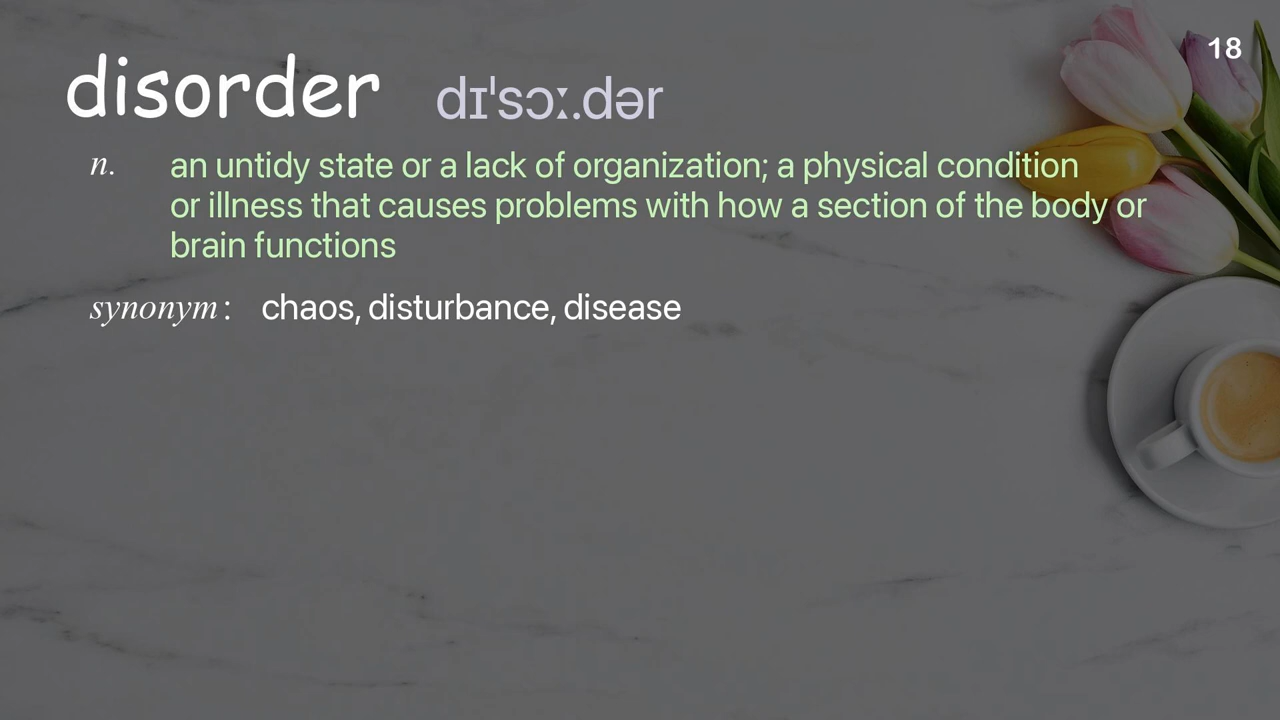 18
disorder dɪˈsɔː.dər
n. an untidy state or a lack of organization; a physical condition
or illness that causes problems with how a section of the body or
brain functions
synonym: chaos, disturbance, disease